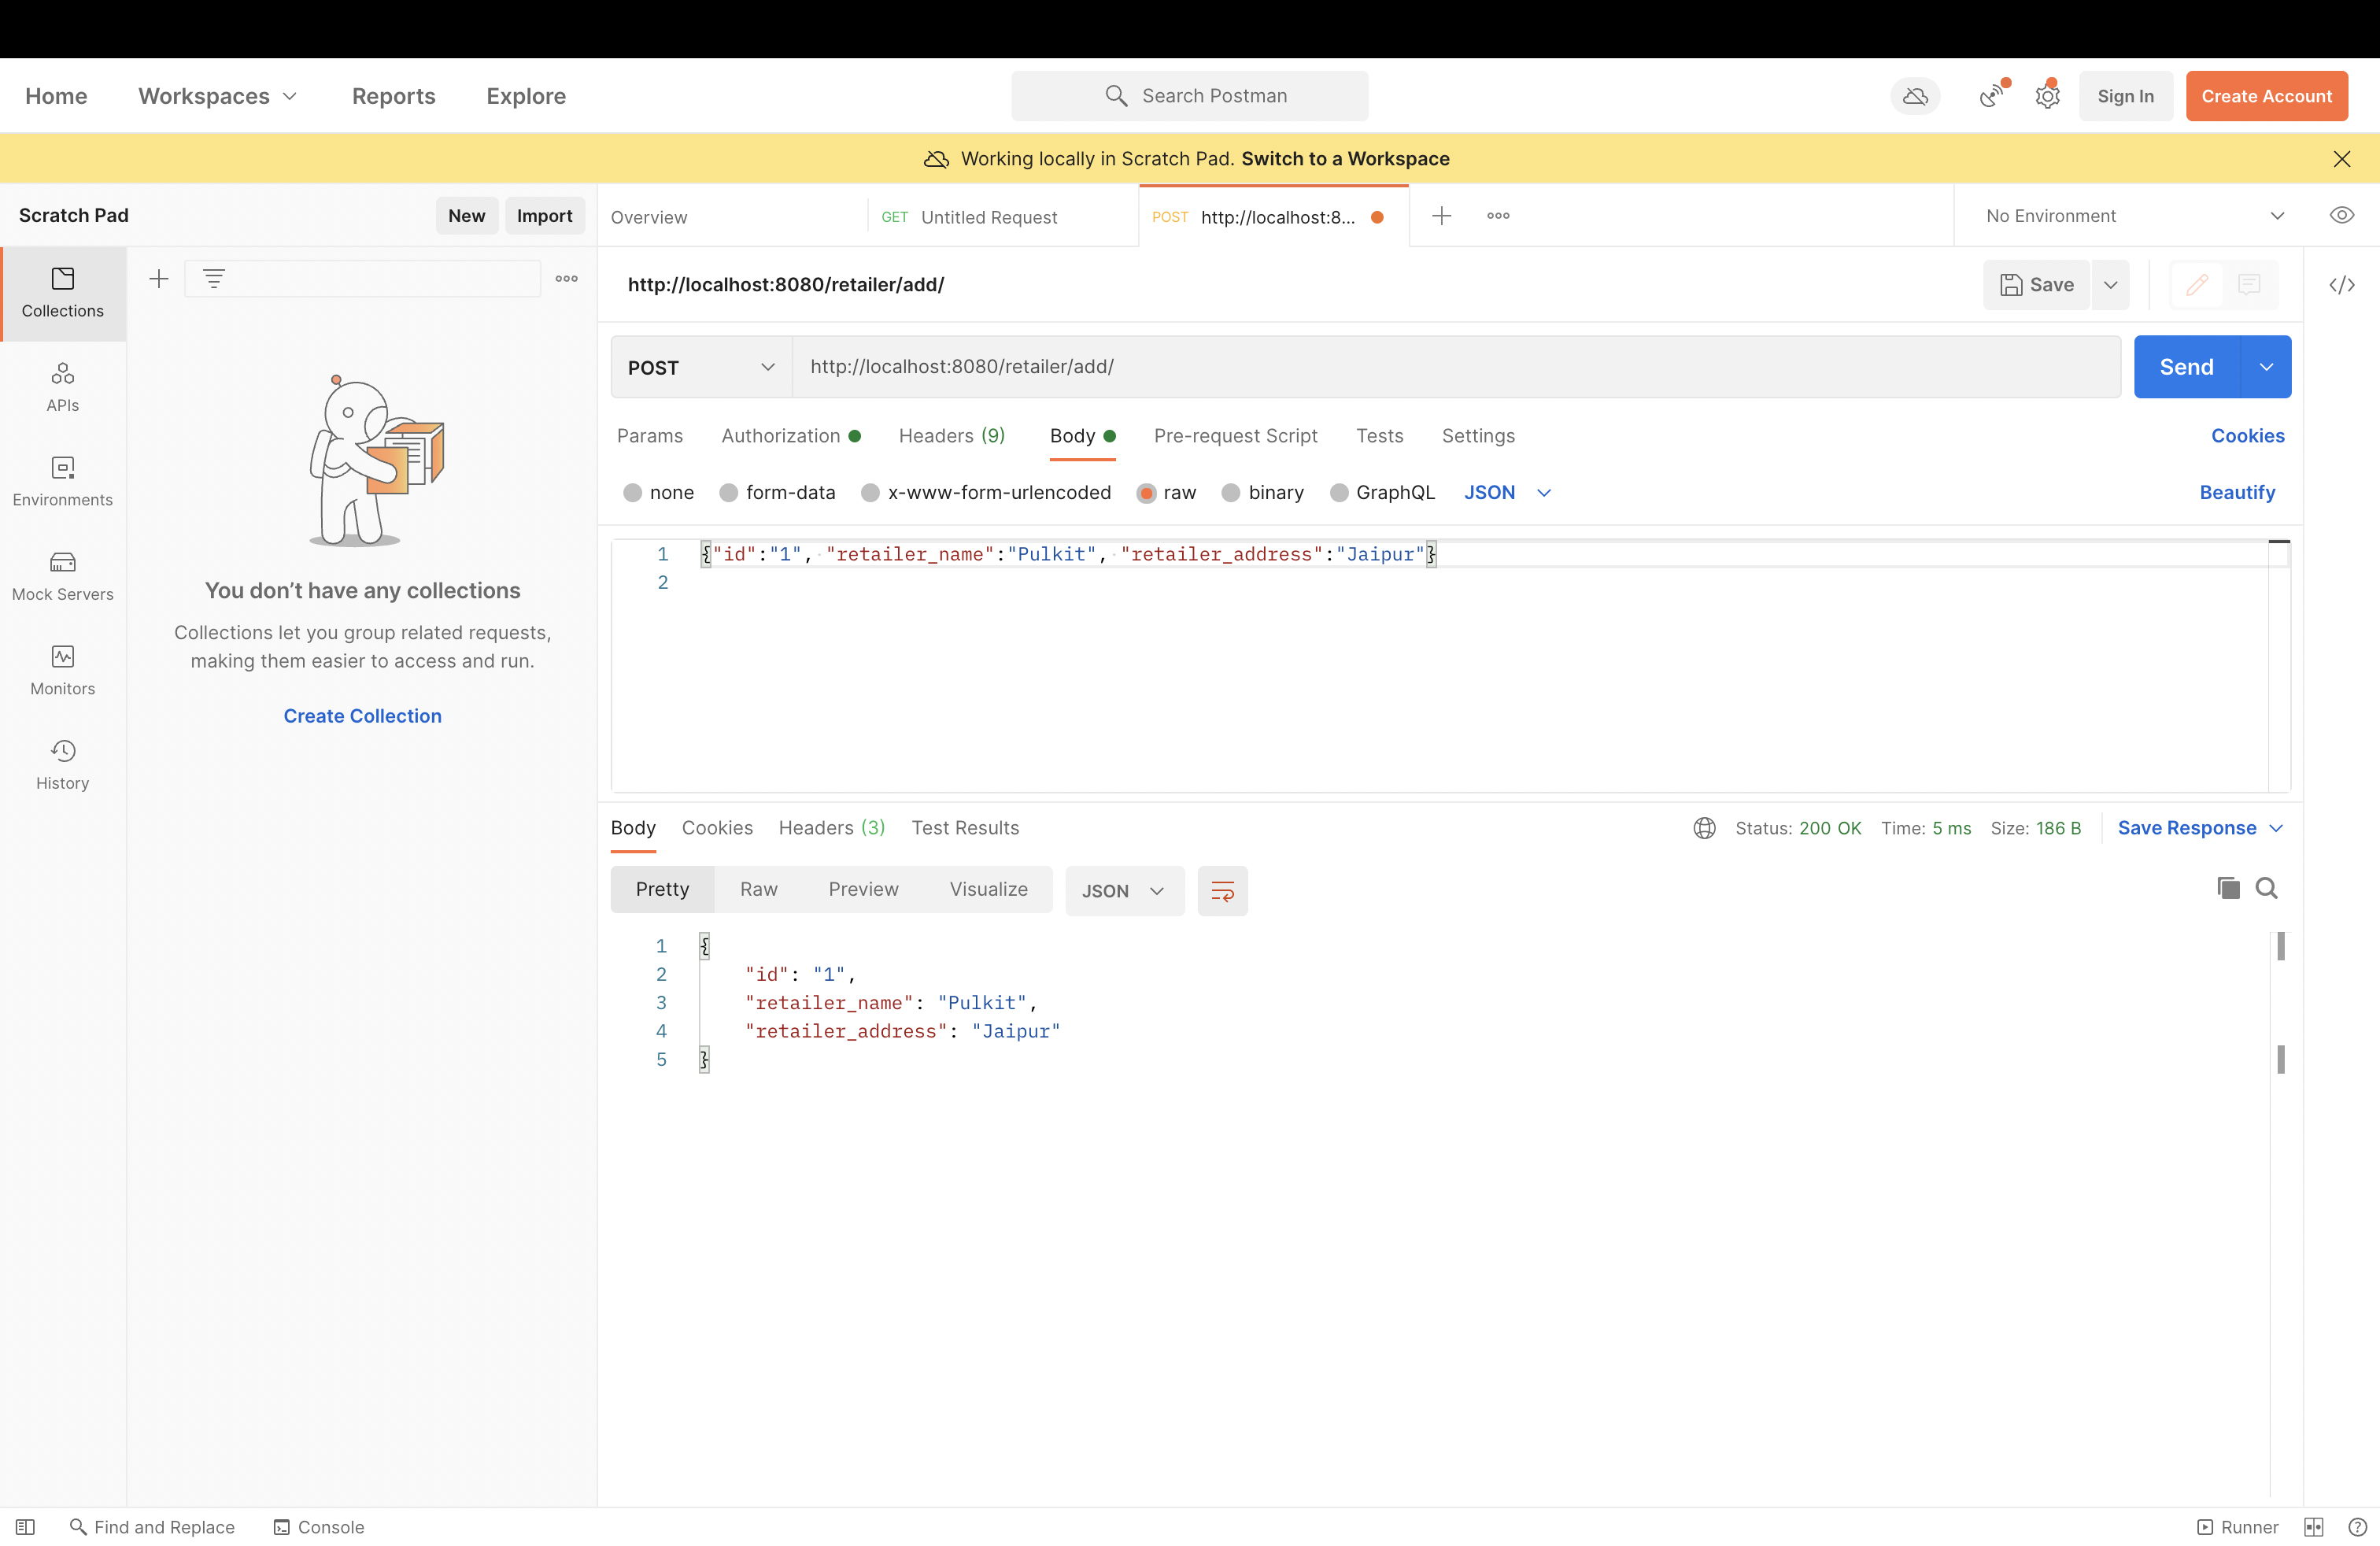 Home Workspaces Reports Explore Search Postman Sign In Create Account
Working locally in Scratch Pad. Switch to a Workspace
Scratch Pad New Import Overview GET Untitled Request POST http://localhost:8... No Environment
http://localhost:8080/retailer/add/ Save
POST http://localhost:8080/retailer/add/ Send
Params Authorization Headers (9) Body Pre-request Script Tests Settings Cookies
none form-data x-www-form-urlencoded raw binary GraphQL JSON Beautify
1 {"id":"1", "retailer_name":"Pulkit", "retailer_address":"Jaipur"}
2
Collections
APIs
Environments
Mock Servers
Monitors
History
You don’t have any collections
Collections let you group related requests,
making them easier to access and run.
Create Collection
Body Cookies Headers (3) Test Results Status: 200 OK Time: 5 ms Size: 186 B Save Response
Pretty Raw Preview Visualize JSON
1 {
2 "id": "1",
3 "retailer_name": "Pulkit",
4 "retailer_address": "Jaipur"
5 }
Find and Replace Console Runner